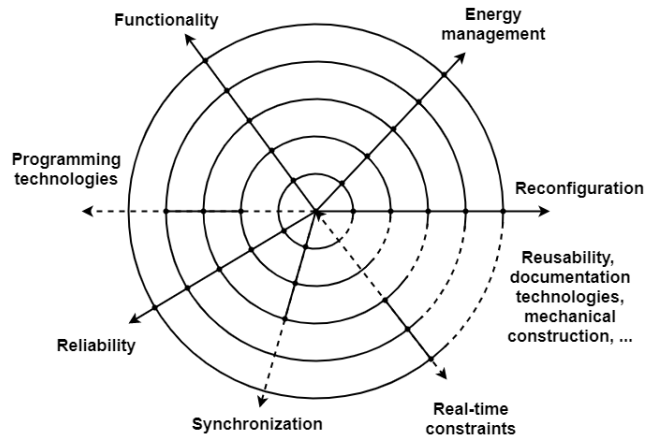 Functionality
Energy
management
Programming
technologies
Reconfiguration
Reusability,
documentation
technologies,
mechanical
construction, ...
Reliability
Synchronization
Real-time
constraints